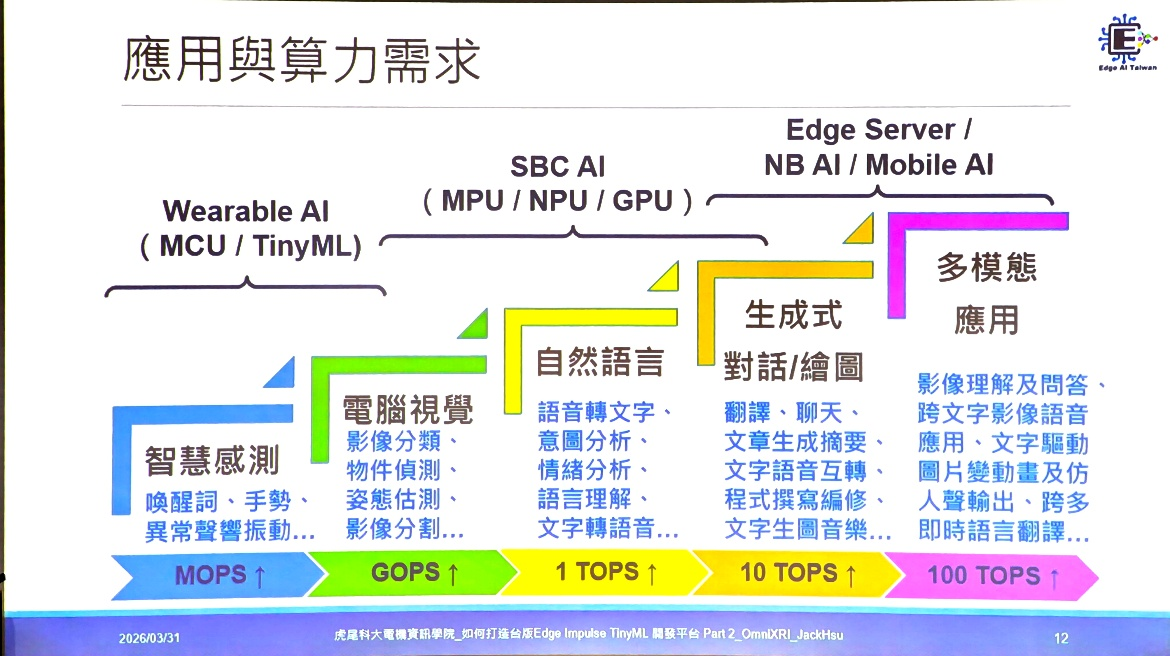 應用與算力需求
Edge AI Taiwan
Wearable AI
( MCU / TinyML)
SBC AI
( MPU / NPU / GPU )
Edge Server /
NB AI / Mobile AI
智慧感測
喚醒詞、手勢、
異常聲響振動...
電腦視覺
影像分類、
物件偵測、
姿態估測、
影像分割...
自然語言
語音轉文字、
意圖分析、
情緒分析、
語言理解、
文字轉語音...
生成式
對話/繪圖
翻譯、聊天、
文章生成摘要、
文字語音互轉、
程式撰寫編修、
文字生圖音樂...
多模態
應用
影像理解及問答、
跨文字影像語音
應用、文字驅動
圖片變動畫及仿
人聲輸出、跨多
即時語言翻譯...
MOPS ↑
GOPS ↑
1 TOPS ↑
10 TOPS ↑
100 TOPS ↑
2026/03/31
虎尾科大電機資訊學院_如何打造台版Edge Impulse TinyML 開發平台 Part 2_OmniXRI_JackHsu
12